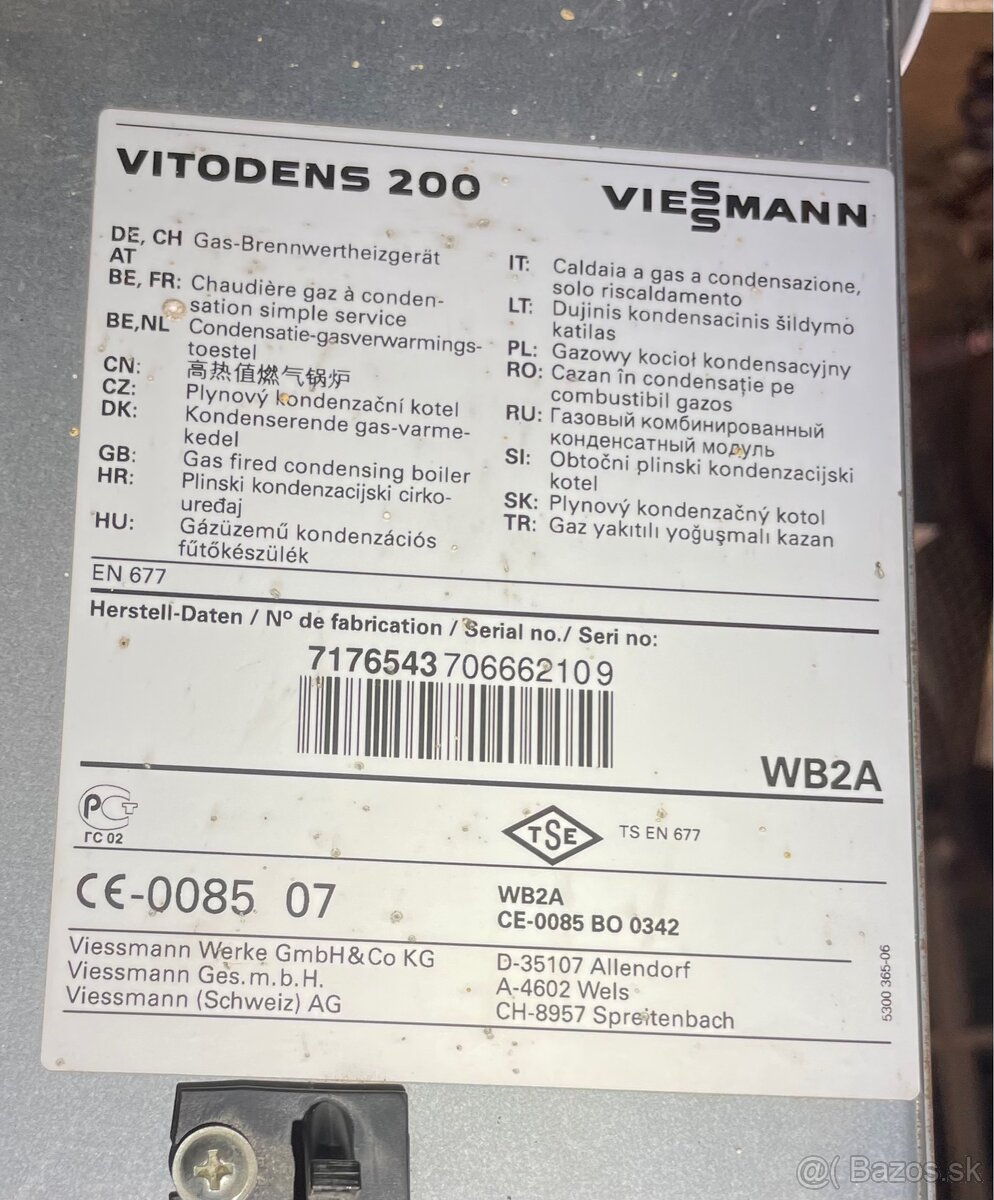 VITODENS 200
VIESSMANN
DE, CH Gas-Brennwertheizgerät
AT
BE, FR: Chaudière gaz à conden-
sation simple service
BE,NL Condensatie-gasverwarmings-
toestel
CN: 高热值燃气锅炉
CZ: Plynový kondenzační kotel
DK: Kondenserende gas-varme-
kedel
GB: Gas fired condensing boiler
HR: Plinski kondenzacijski cirko-
uređaj
HU: Gázüzemű kondenzációs
fűtőkészülék
IT: Caldaia a gas a condensazione,
solo riscaldamento
LT: Dujinis kondensacinis šildymo
katilas
PL: Gazowy kocioł kondensacyjny
RO: Cazan în condensaţie pe
combustibil gazos
RU: Газовый комбинированный
конденсатный модуль
SI: Obtočni plinski kondenzacijski
kotel
SK: Plynový kondenzačný kotol
TR: Gaz yakıtılı yoğuşmalı kazan
EN 677
Herstell-Daten / Nº de fabrication / Serial no./ Seri no:
7176543706662109
WB2A
РСТ
ГС 02
TSE
TS EN 677
CE-0085 07
WB2A
CE-0085 BO 0342
Viessmann Werke GmbH&Co KG
Viessmann Ges.m.b.H.
Viessmann (Schweiz) AG
D-35107 Allendorf
A-4602 Wels
CH-8957 Spreitenbach
5300 365-06
@( Bazos.sk